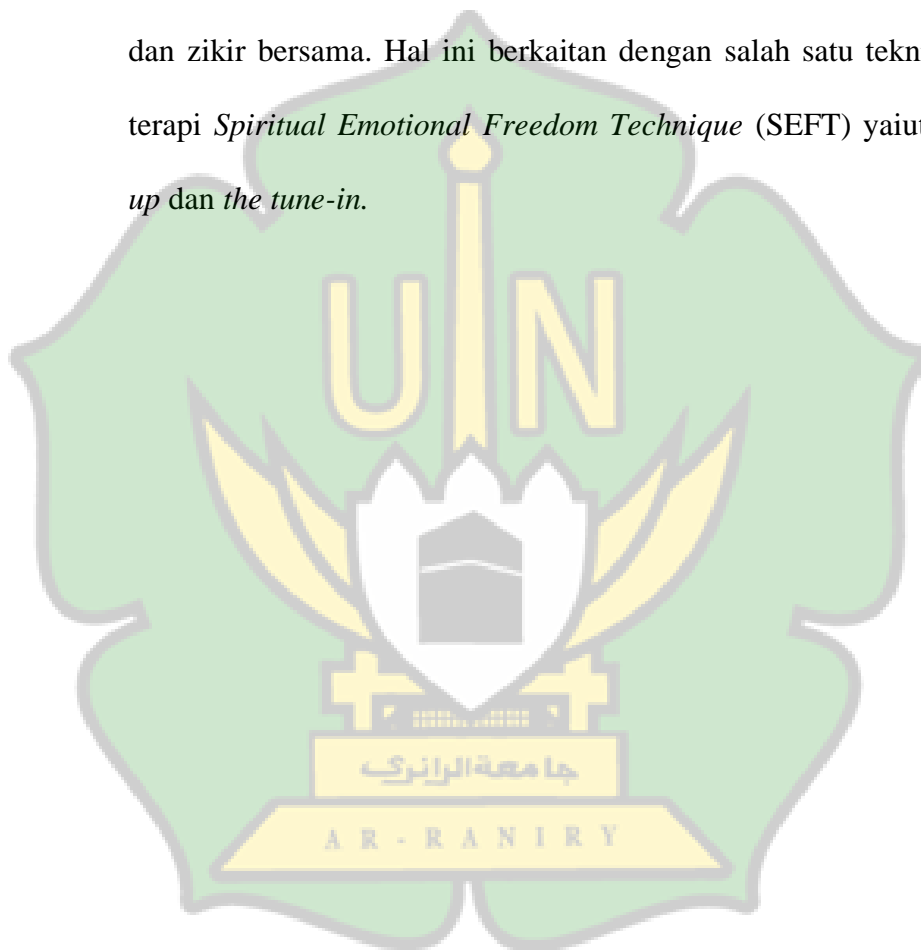 dan zikir bersama. Hal ini berkaitan dengan salah satu tekn
terapi Spiritual Emotional Freedom Technique (SEFT) yaiut
up dan the tune-in.
UIN
جامعة الرانري
AR-RANIRY